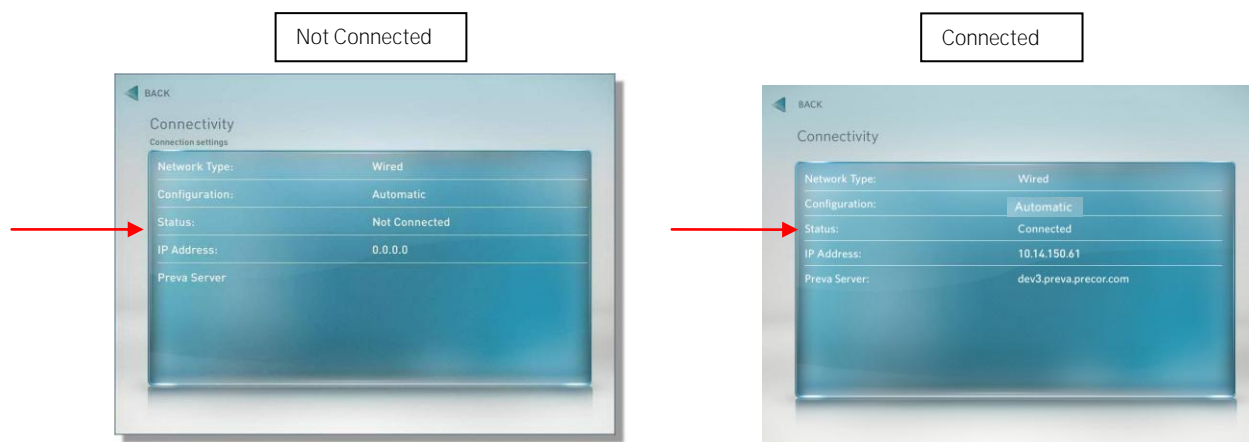 Not Connected
BACK
Connectivity
Connection settings
Network Type: Wired
Configuration: Automatic
Status: Not Connected
IP Address: 0.0.0.0
Preva Server
Connected
BACK
Connectivity
Network Type: Wired
Configuration: Automatic
Status: Connected
IP Address: 10.14.150.61
Preva Server: dev3.preva.precor.com